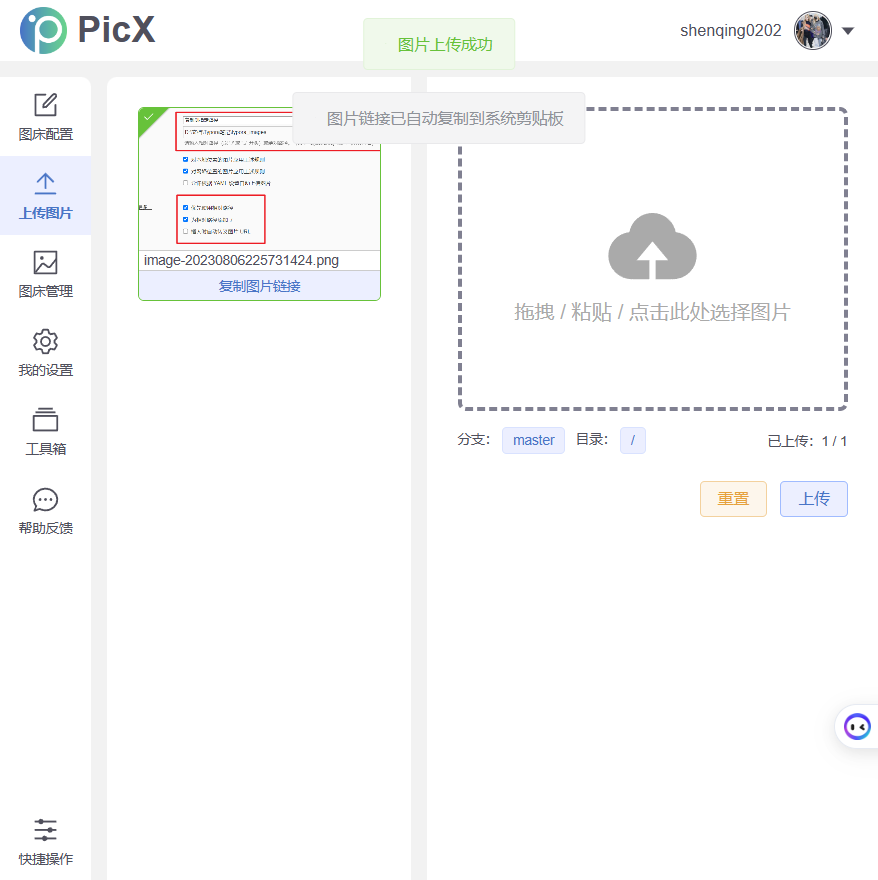 PicX
图片上传成功
shenqing0202
图片链接已自动复制到系统剪贴板
图床配置
上传图片
图床管理
我的设置
工具箱
帮助反馈
快捷操作
image-20230806225731424.png
复制图片链接
拖拽 / 粘贴 / 点击此处选择图片
分支: master 目录: / 已上传: 1 / 1
重置 上传